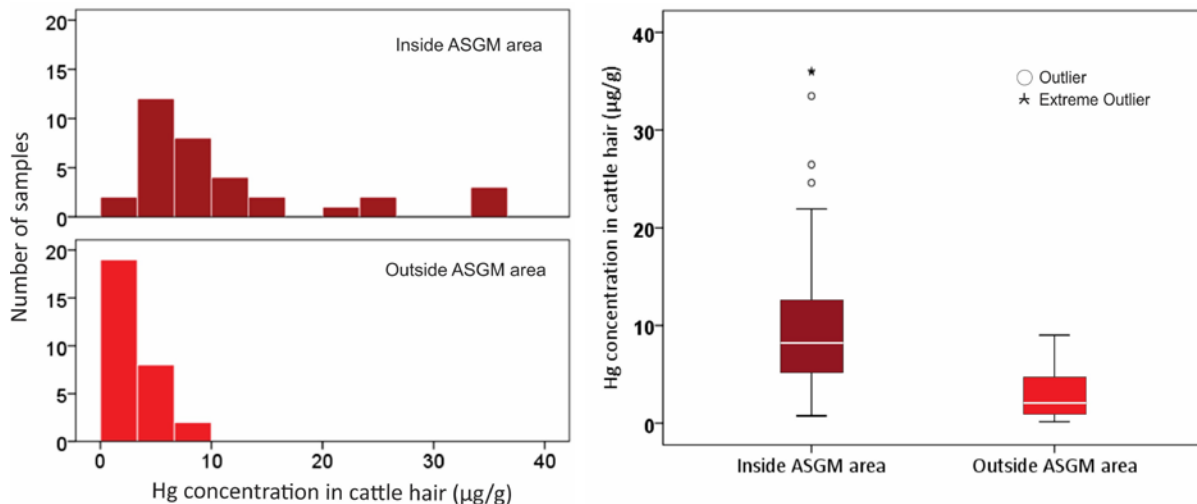 Number of samples
20
Inside ASGM area
15
10
5
0
20
Outside ASGM area
15
10
5
0
0 10 20 30 40
Hg concentration in cattle hair (µg/g)
Hg concentration in cattle hair (µg/g)
40
30
20
10
0
Outlier
Extreme Outlier
Inside ASGM area Outside ASGM area